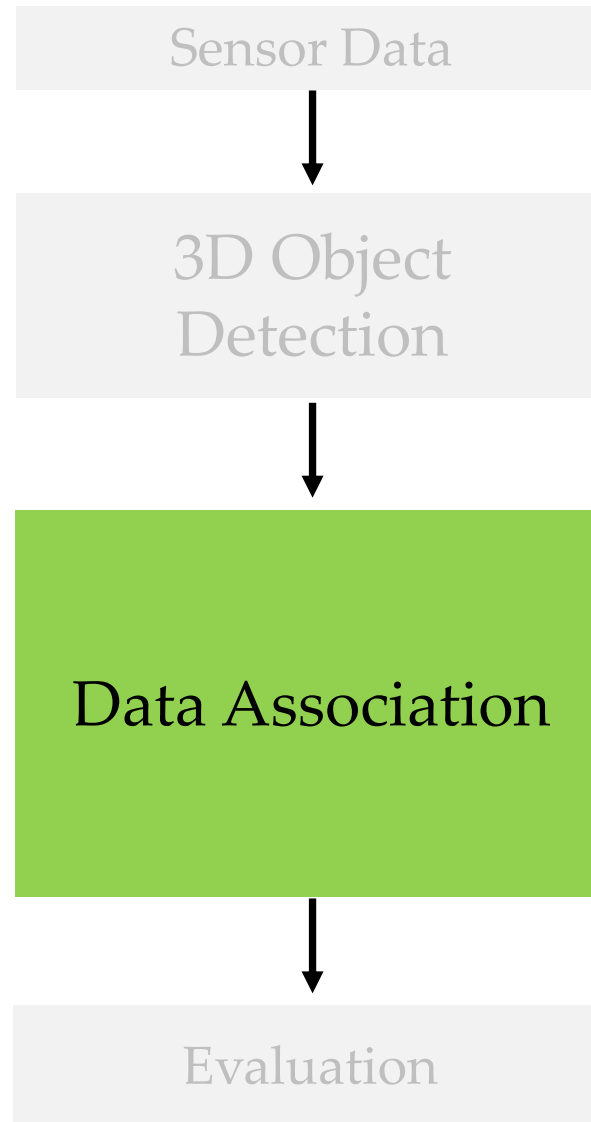 Sensor Data
3D Object
Detection
Data Association
Evaluation